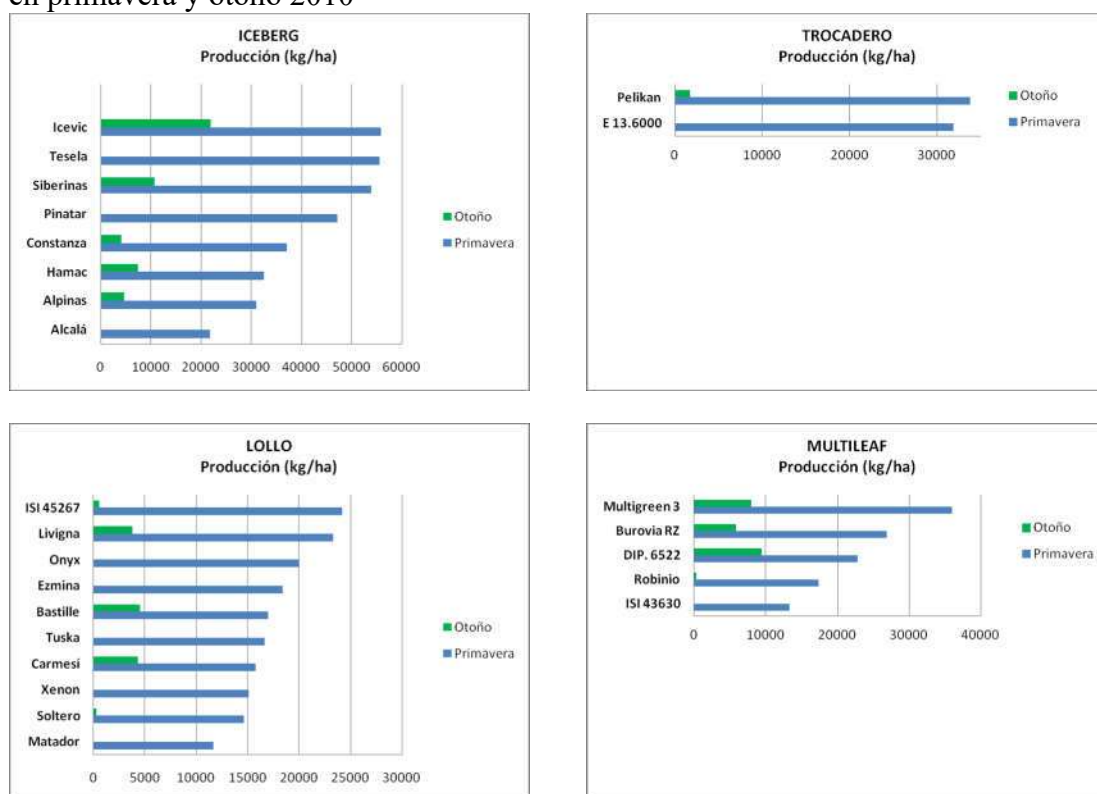 en primavera y otoño 2010
ICEBERG
Producción (kg/ha)
Icevic
Tesela
Siberinas
Pinatar
Constanza
Hamac
Alpinas
Alcalá
Otoño
Primavera
0 10000 20000 30000 40000 50000 60000
TROCADERO
Producción (kg/ha)
Pelikan
E 13.6000
Otoño
Primavera
0 10000 20000 30000
LOLLO
Producción (kg/ha)
ISI 45267
Livigna
Onyx
Ezmina
Bastille
Tuska
Carmesí
Xenon
Soltero
Matador
Otoño
Primavera
0 5000 10000 15000 20000 25000 30000
MULTILEAF
Producción (kg/ha)
Multigreen 3
Burovia RZ
DIP. 6522
Robinio
ISI 43630
Otoño
Primavera
0 10000 20000 30000 40000